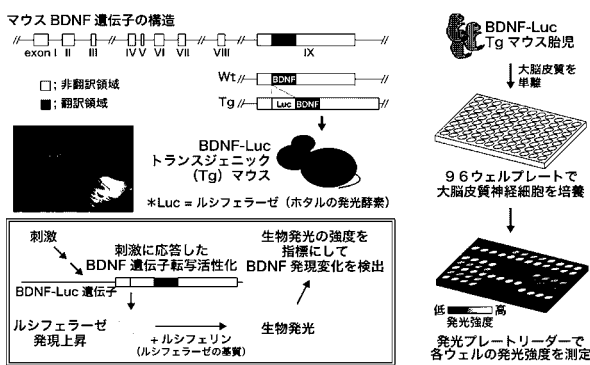 マウス BDNF 遺伝子の構造
exon I II III IV V VI VII VIII IX
□; 非翻訳領域
■; 翻訳領域
Wt BDNF
Tg Luc BDNF
BDNF-Luc
トランスジェニック
(Tg) マウス
*Luc = ルシフェラーゼ(ホタルの発光酵素)
刺激
刺激に応答した
BDNF 遺伝子転写活性化
BDNF-Luc 遺伝子
ルシフェラーゼ
発現上昇
+ ルシフェリン
(ルシフェラーゼの基質)
生物発光
生物発光の強度を
指標にして
BDNF 発現変化を検出
BDNF-Luc
Tg マウス胎児
大脳皮質を
単離
96ウェルプレートで
大脳皮質神経細胞を培養
低 高
発光強度
発光プレートリーダーで
各ウェルの発光強度を測定